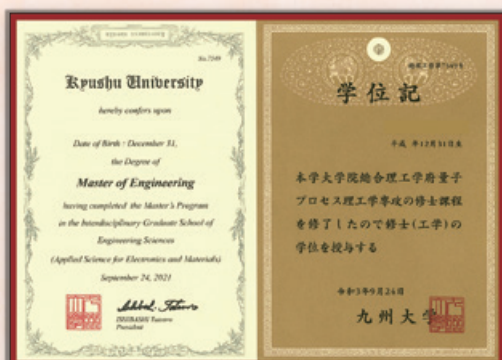 No.7349
Kyushu University
hereby confers upon
Date of Birth : December 31,
the Degree of
Master of Engineering
having completed the Master's Program
in the Interdisciplinary Graduate School of
Engineering Sciences
(Applied Science for Electronics and Materials)
September 24, 2021
ISHIBASHI Tatsuro
President
学位記
平成 年12月31日生
本学大学院総合理工学府量子
プロセス理工学専攻の修士課程
を修了したので修士(工学)の
学位を授与する
令和3年9月24日
九州大学